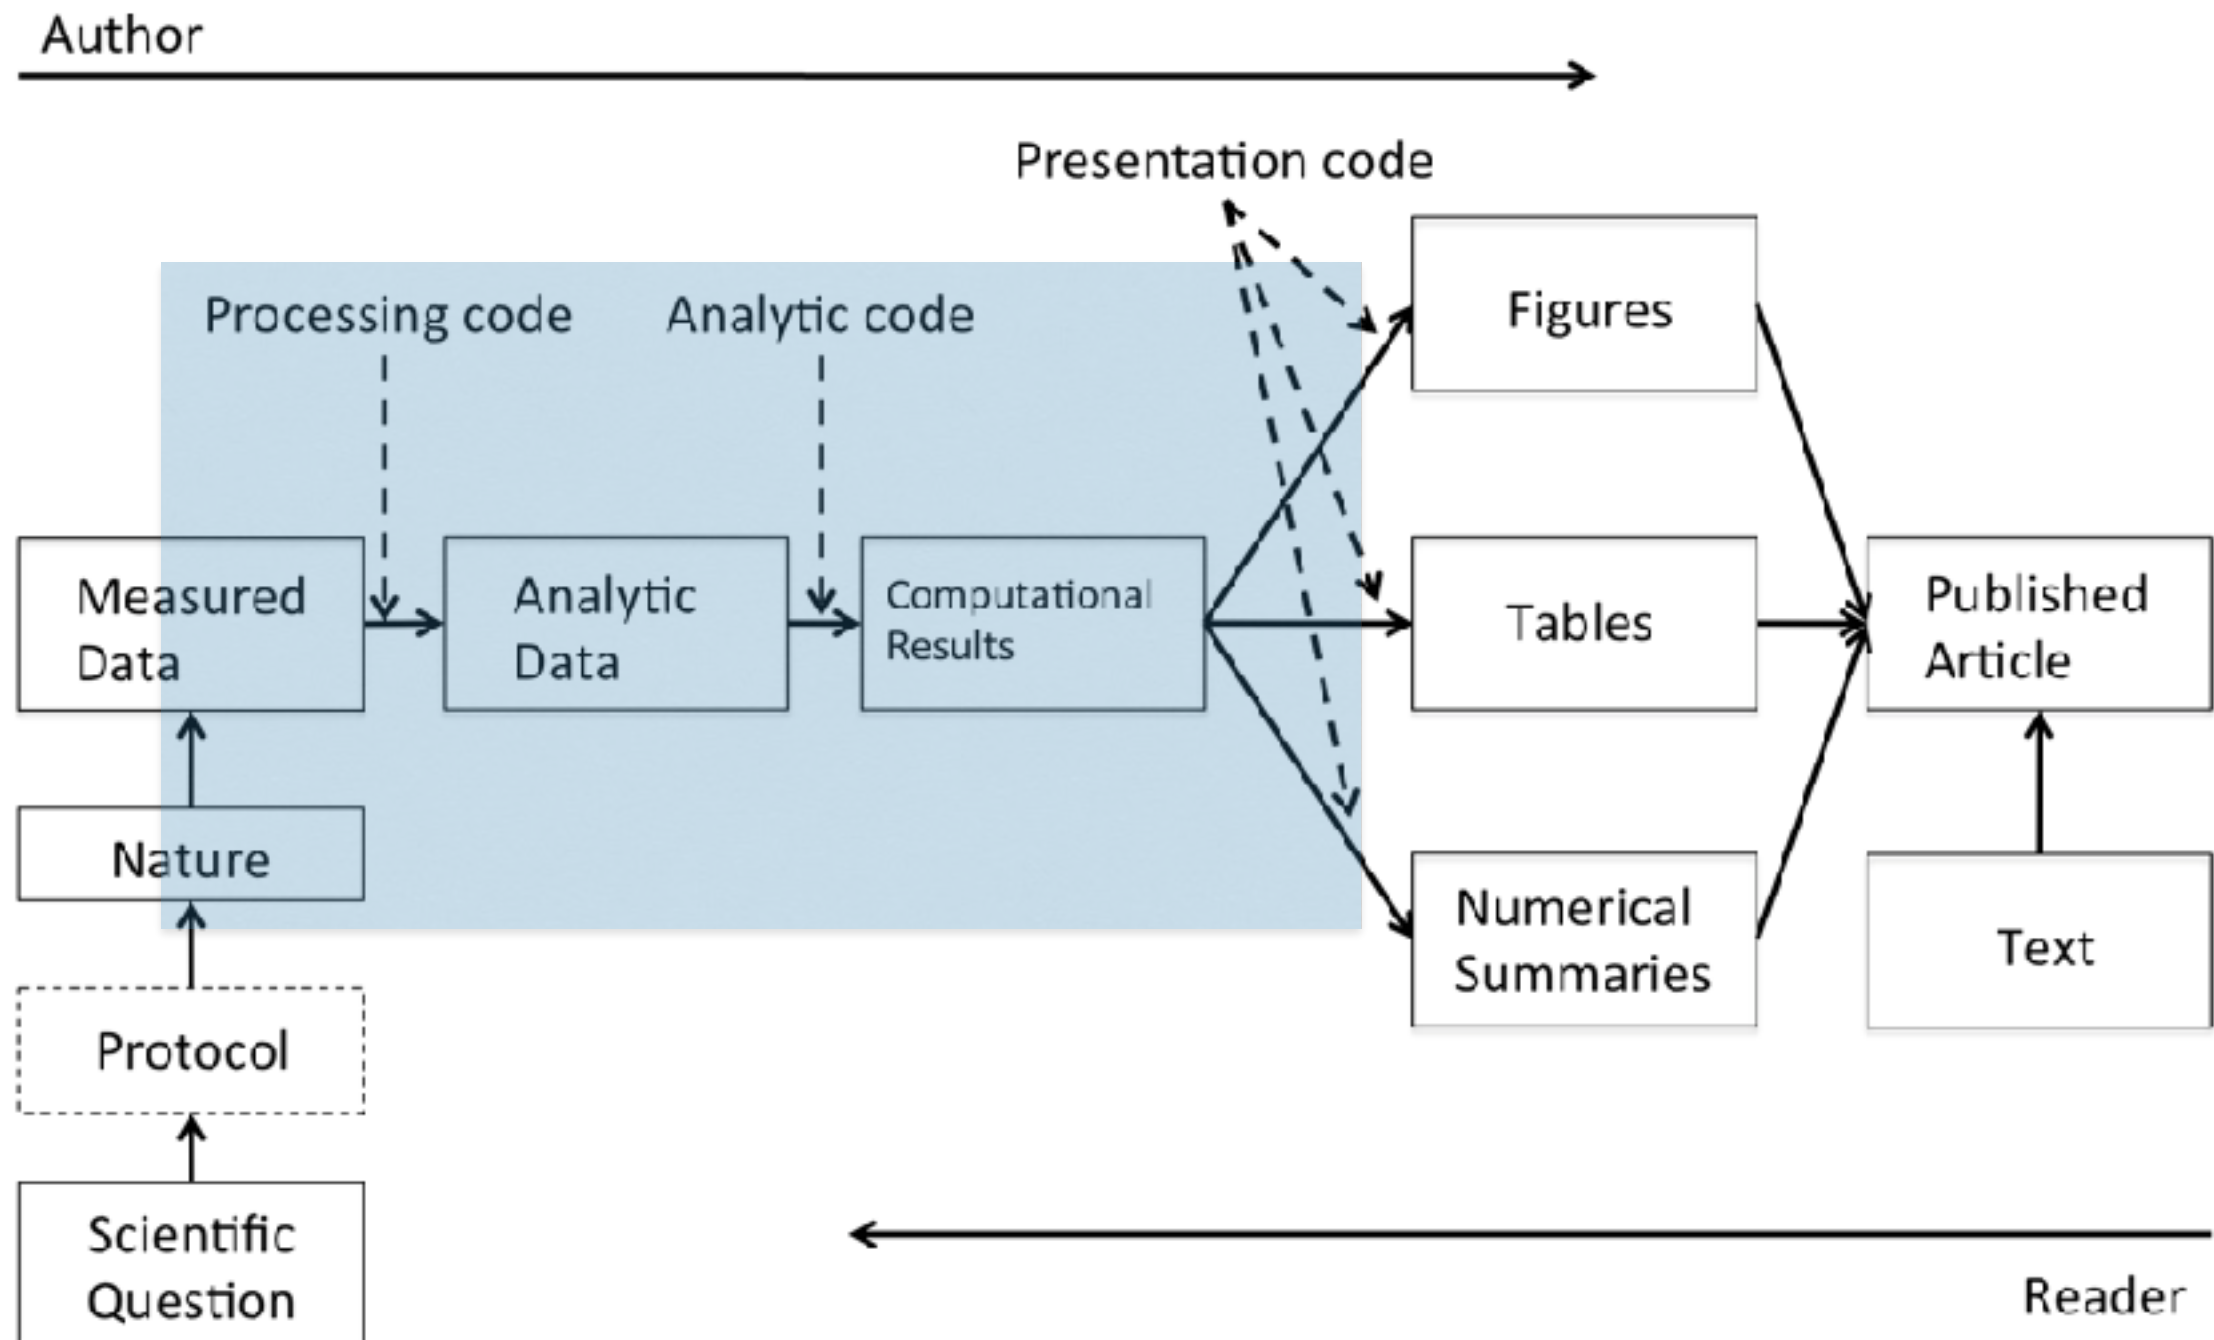 Author
Presentation code
Processing code
Analytic code
Figures
Measured
Data
Analytic
Data
Computational
Results
Tables
Published
Article
Nature
Numerical
Summaries
Text
Protocol
Scientific
Question
Reader